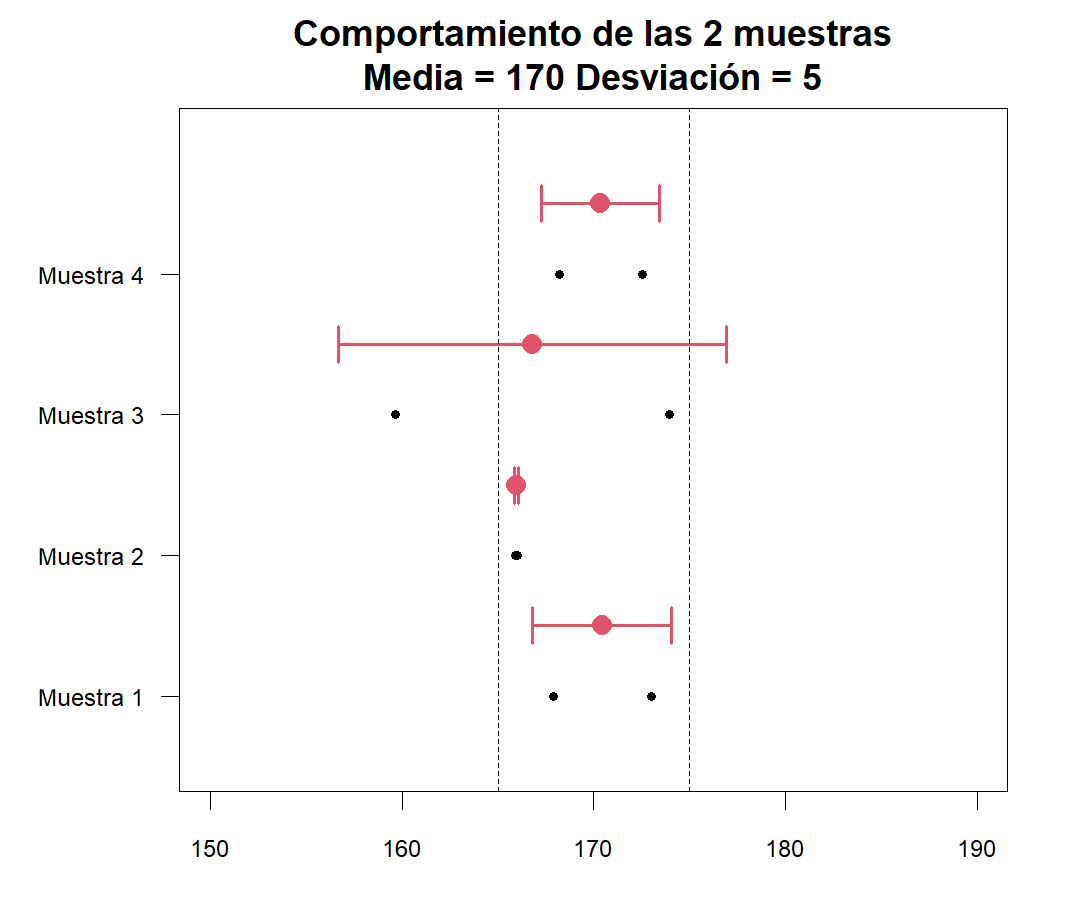 Comportamiento de las 2 muestras
Media = 170 Desviación = 5
Muestra 4
Muestra 3
Muestra 2
Muestra 1
150 160 170 180 190